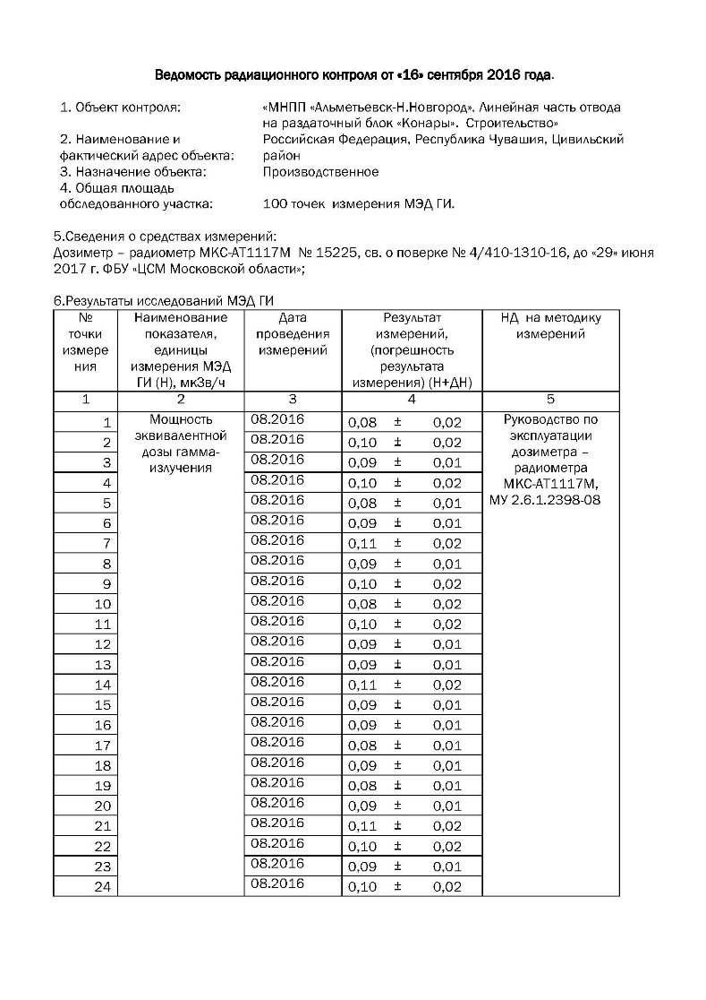 Ведомость радиационного контроля от «16» сентября 2016 года.
1. Объект контроля: «МНПП «Альметьевск-Н.Новгород». Линейная часть отвода
на раздаточный блок «Конары». Строительство»
2. Наименование и Российская Федерация, Республика Чувашия, Цивильский
фактический адрес объекта: район
3. Назначение объекта: Производственное
4. Общая площадь
обследованного участка: 100 точек измерения МЭД ГИ.
5.Сведения о средствах измерений:
Дозиметр – радиометр МКС-АТ1117М № 15225, св. о поверке № 4/410-1310-16, до «29» июня
2017 г. ФБУ «ЦСМ Московской области»;
6.Результаты исследований МЭД ГИ
№ Наименование Дата Результат НД на методику
точки показателя, проведения измерений, измерений
измере единицы измерений (погрешность
ния измерения МЭД результата
ГИ (Н), мкЗв/ч измерения) (Н+ДН)
1 2 3 4 5
1 Мощность 08.2016 0,08 ± 0,02 Руководство по
2 эквивалентной 08.2016 0,10 ± 0,02 эксплуатации
3 дозы гамма- 08.2016 0,09 ± 0,01 дозиметра –
излучения радиометра
4 08.2016 0,10 ± 0,02 МКС-АТ1117М,
5 08.2016 0,08 ± 0,01 МУ 2.6.1.2398-08
6 08.2016 0,09 ± 0,01
7 08.2016 0,11 ± 0,02
8 08.2016 0,09 ± 0,01
9 08.2016 0,10 ± 0,02
10 08.2016 0,08 ± 0,02
11 08.2016 0,10 ± 0,02
12 08.2016 0,09 ± 0,01
13 08.2016 0,09 ± 0,01
14 08.2016 0,11 ± 0,02
15 08.2016 0,09 ± 0,01
16 08.2016 0,09 ± 0,01
17 08.2016 0,08 ± 0,01
18 08.2016 0,09 ± 0,01
19 08.2016 0,08 ± 0,01
20 08.2016 0,09 ± 0,01
21 08.2016 0,11 ± 0,02
22 08.2016 0,10 ± 0,02
23 08.2016 0,09 ± 0,01
24 08.2016 0,10 ± 0,02